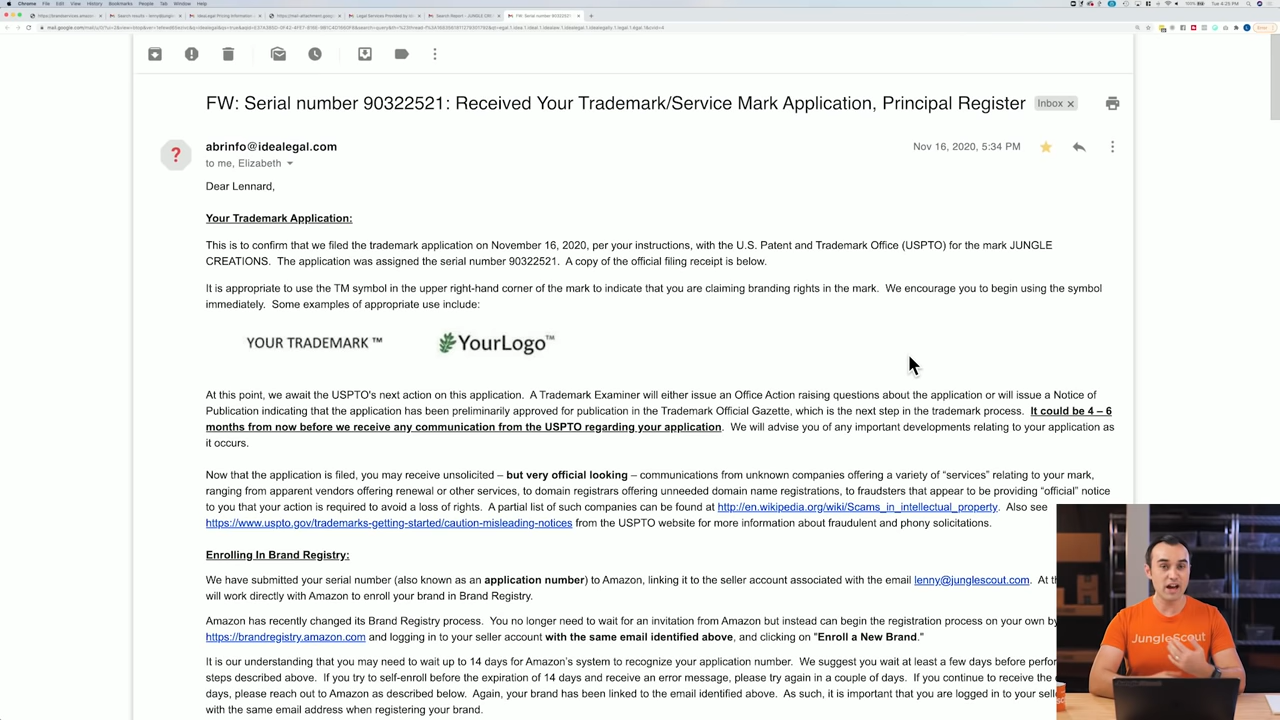 Chrome File Edit View History Bookmarks People Tab Window Help
Tue 4:25 PM
FW: Serial number 90322521
FW: Serial number 90322521: Received Your Trademark/Service Mark Application, Principal Register
Inbox ×
?
abrinfo@idealegal.com
Nov 16, 2020, 5:34 PM
to me, Elizabeth
Dear Lennard,
Your Trademark Application:
This is to confirm that we filed the trademark application on November 16, 2020, per your instructions, with the U.S. Patent and Trademark Office (USPTO) for the mark JUNGLE
CREATIONS. The application was assigned the serial number 90322521. A copy of the official filing receipt is below.
It is appropriate to use the TM symbol in the upper right-hand corner of the mark to indicate that you are claiming branding rights in the mark. We encourage you to begin using the symbol
immediately. Some examples of appropriate use include:
YOUR TRADEMARK ™
YourLogo™
At this point, we await the USPTO's next action on this application. A Trademark Examiner will either issue an Office Action raising questions about the application or will issue a Notice of
Publication indicating that the application has been preliminarily approved for publication in the Trademark Official Gazette, which is the next step in the trademark process. It could be 4 – 6
months from now before we receive any communication from the USPTO regarding your application. We will advise you of any important developments relating to your application as
it occurs.
Now that the application is filed, you may receive unsolicited – but very official looking – communications from unknown companies offering a variety of “services” relating to your mark,
ranging from apparent vendors offering renewal or other services, to domain registrars offering unneeded domain name registrations, to fraudsters that appear to be providing “official” notice
to you that your action is required to avoid a loss of rights. A partial list of such companies can be found at http://en.wikipedia.org/wiki/Scams_in_intellectual_property. Also see
https://www.uspto.gov/trademarks-getting-started/caution-misleading-notices from the USPTO website for more information about fraudulent and phony solicitations.
Enrolling In Brand Registry:
We have submitted your serial number (also known as an application number) to Amazon, linking it to the seller account associated with the email lenny@junglescout.com. At
will work directly with Amazon to enroll your brand in Brand Registry.
Amazon has recently changed its Brand Registry process. You no longer need to wait for an invitation from Amazon but instead can begin the registration process on your own by
https://brandregistry.amazon.com and logging in to your seller account with the same email identified above, and clicking on "Enroll a New Brand."
It is our understanding that you may need to wait up to 14 days for Amazon's system to recognize your application number. We suggest you wait at least a few days before
steps described above. If you try to self-enroll before the expiration of 14 days and receive an error message, please try again in a couple of days. If you continue to receive the
days, please reach out to Amazon as described below. Again, your brand has been linked to the email identified above. As such, it is important that you are logged in to your
with the same email address when registering your brand.
JungleScout